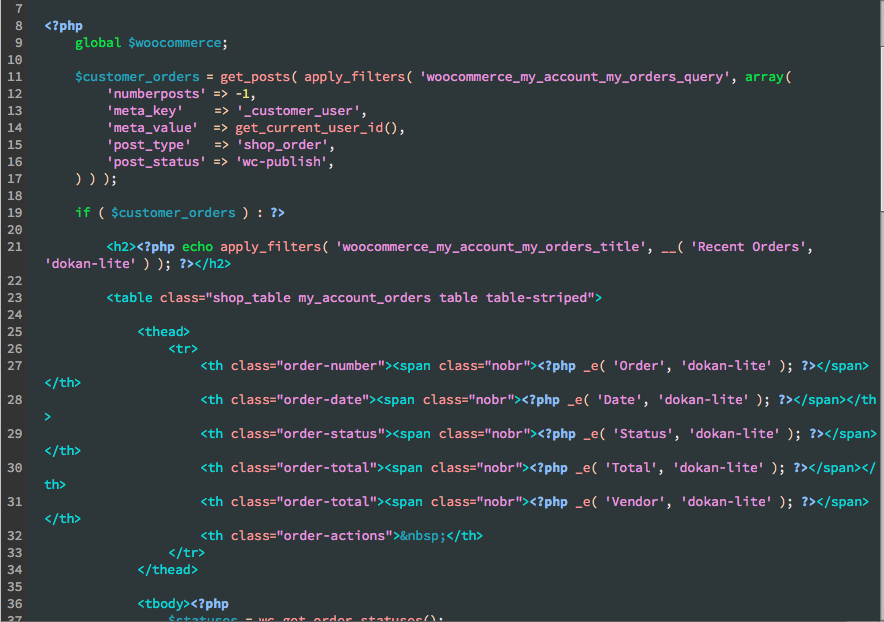 7
8 <?php
9 global $woocommerce;
10
11 $customer_orders = get_posts( apply_filters( 'woocommerce_my_account_my_orders_query', array(
12 'numberposts' => -1,
13 'meta_key' => '_customer_user',
14 'meta_value' => get_current_user_id(),
15 'post_type' => 'shop_order',
16 'post_status' => 'wc-publish',
17 ) ) );
18
19 if ( $customer_orders ) : ?>
20
21 <h2><?php echo apply_filters( 'woocommerce_my_account_my_orders_title', __( 'Recent Orders',
'dokan-lite' ) ); ?></h2>
22
23 <table class="shop_table my_account_orders table table-striped">
24
25 <thead>
26 <tr>
27 <th class="order-number"><span class="nobr"><?php _e( 'Order', 'dokan-lite' ); ?></span>
</th>
28 <th class="order-date"><span class="nobr"><?php _e( 'Date', 'dokan-lite' ); ?></span></th
>
29 <th class="order-status"><span class="nobr"><?php _e( 'Status', 'dokan-lite' ); ?></span>
</th>
30 <th class="order-total"><span class="nobr"><?php _e( 'Total', 'dokan-lite' ); ?></span></
th>
31 <th class="order-total"><span class="nobr"><?php _e( 'Vendor', 'dokan-lite' ); ?></span>
</th>
32 <th class="order-actions">&nbsp;</th>
33 </tr>
34 </thead>
35
36 <tbody><?php
37 $statuses = wc_get_order_statuses();